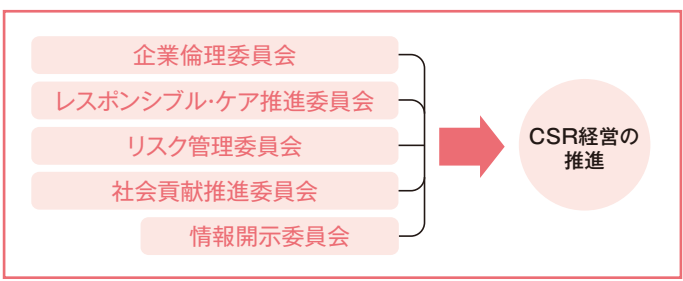 企業倫理委員会
レスポンシブル・ケア推進委員会
リスク管理委員会
社会貢献推進委員会
情報開示委員会
CSR経営の
推進